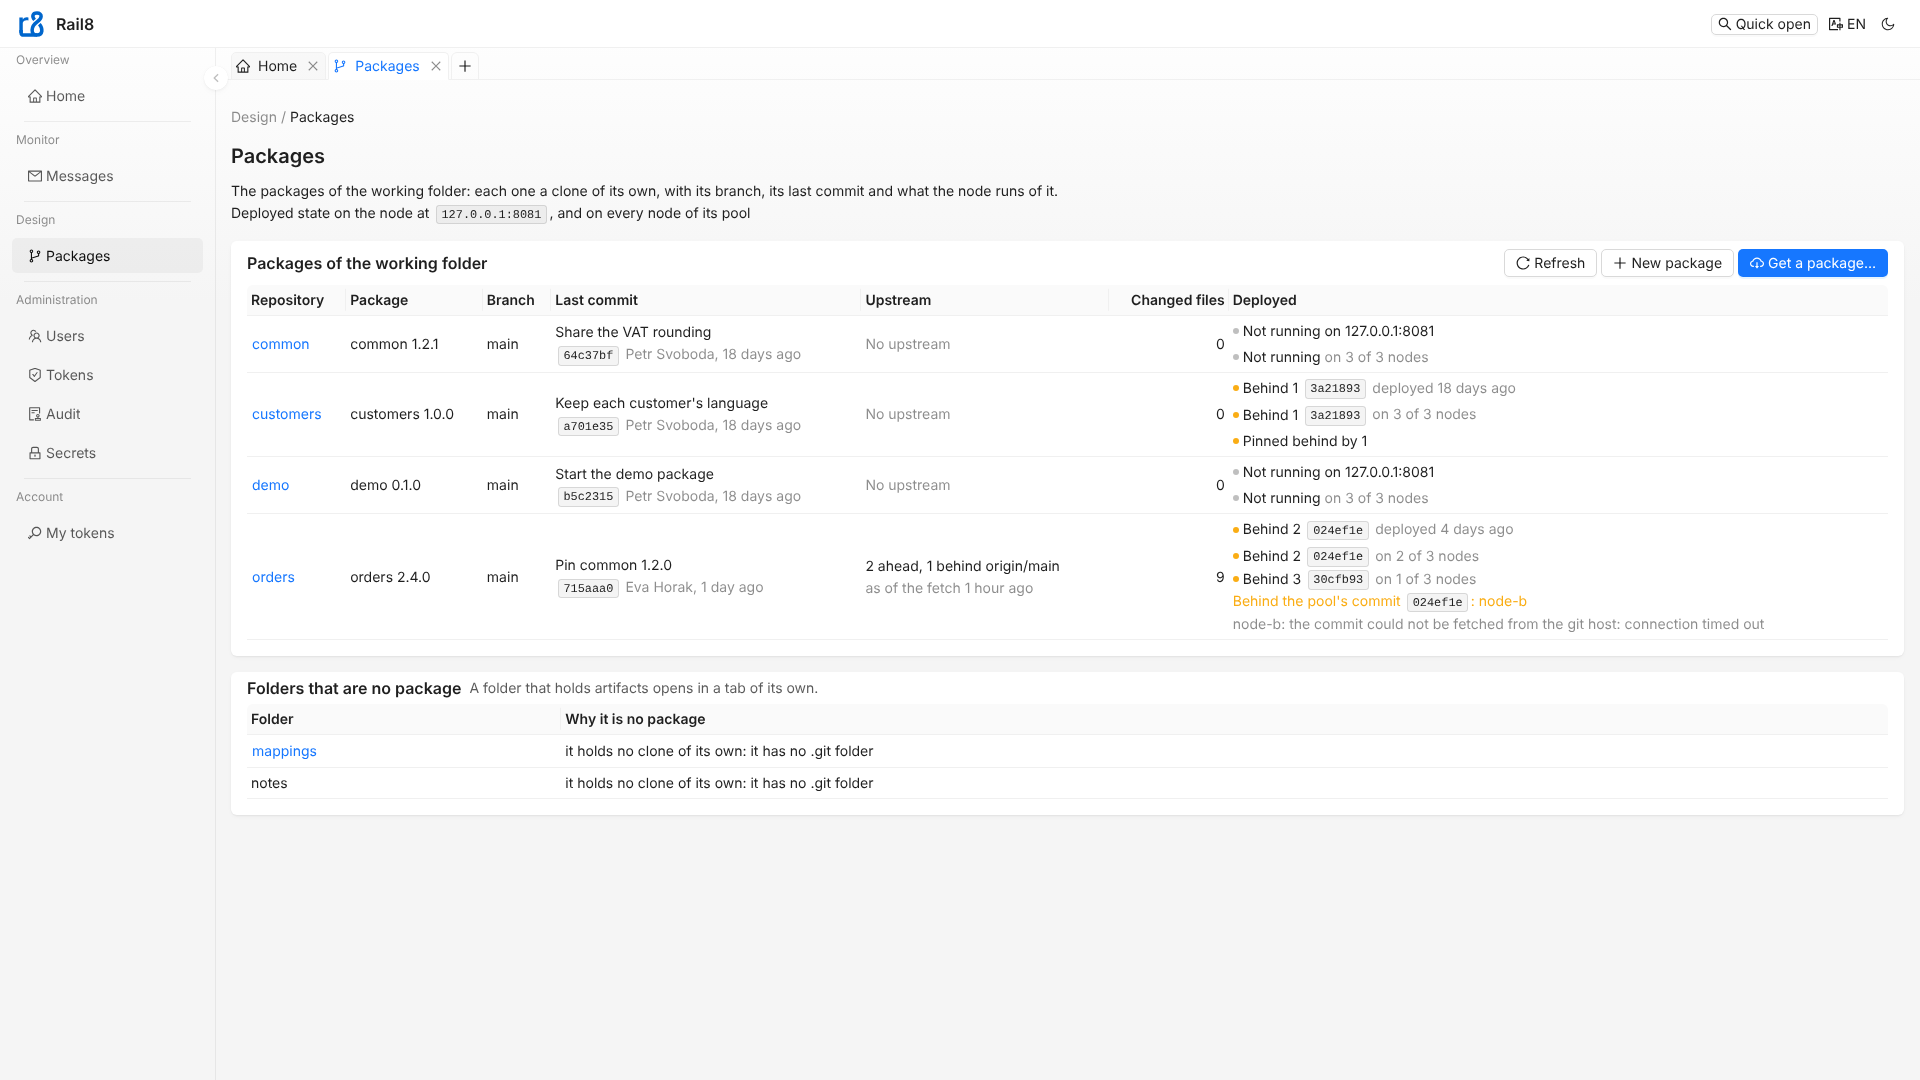 Rail8
Quick open
EN
Overview
Home
Monitor
Messages
Design
Packages
Administration
Users
Tokens
Audit
Secrets
Account
My tokens
Home
Packages
Design / Packages
Packages
The packages of the working folder: each one a clone of its own, with its branch, its last commit and what the node runs of it.
Deployed state on the node at 127.0.0.1:8081, and on every node of its pool
Packages of the working folder
Refresh
New package
Get a package...
Repository Package Branch Last commit Upstream Changed files Deployed
common common 1.2.1 main Share the VAT rounding No upstream 0 Not running on 127.0.0.1:8081
64c37bf Petr Svoboda, 18 days ago Not running on 3 of 3 nodes
customers customers 1.0.0 main Keep each customer's language No upstream 0 Behind 1 3a21893 deployed 18 days ago
a701e35 Petr Svoboda, 18 days ago Behind 1 3a21893 on 3 of 3 nodes
Pinned behind by 1
demo demo 0.1.0 main Start the demo package No upstream 0 Not running on 127.0.0.1:8081
b5c2315 Petr Svoboda, 18 days ago Not running on 3 of 3 nodes
orders orders 2.4.0 main Pin common 1.2.0 2 ahead, 1 behind origin/main 9 Behind 2 024ef1e deployed 4 days ago
715aaa0 Eva Horak, 1 day ago as of the fetch 1 hour ago Behind 2 024ef1e on 2 of 3 nodes
Behind 3 30cfb93 on 1 of 3 nodes
Behind the pool's commit 024ef1e : node-b
node-b: the commit could not be fetched from the git host: connection timed out
Folders that are no package A folder that holds artifacts opens in a tab of its own.
Folder Why it is no package
mappings it holds no clone of its own: it has no .git folder
notes it holds no clone of its own: it has no .git folder